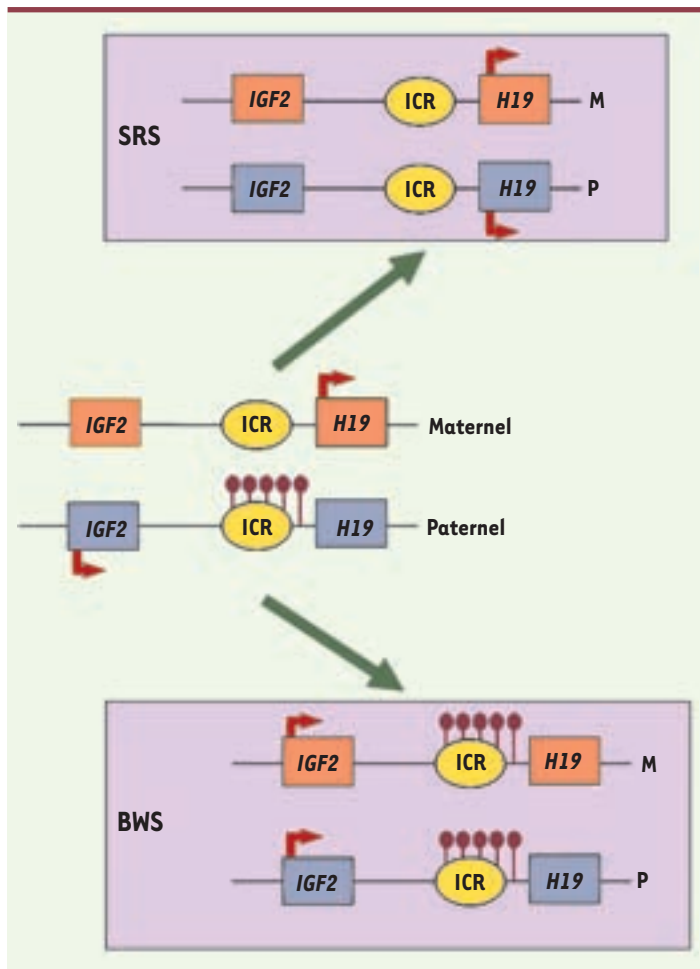 IGF2 ICR H19 M
SRS
IGF2 ICR H19 P
IGF2 ICR H19 Maternel
IGF2 ICR H19 Paternel
IGF2 ICR H19 M
BWS
IGF2 ICR H19 P